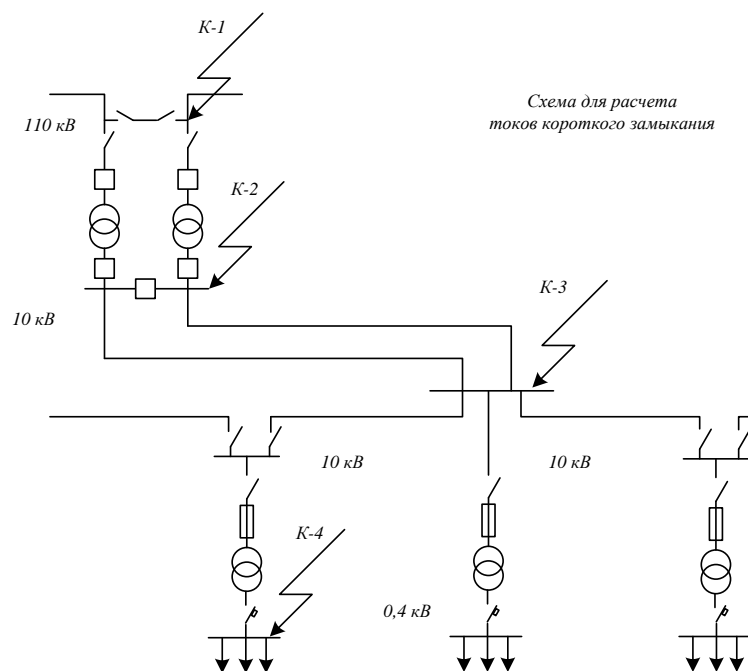 К-1
Схема для расчета
токов короткого замыкания
110 кВ
К-2
К-3
10 кВ
10 кВ
10 кВ
К-4
0,4 кВ